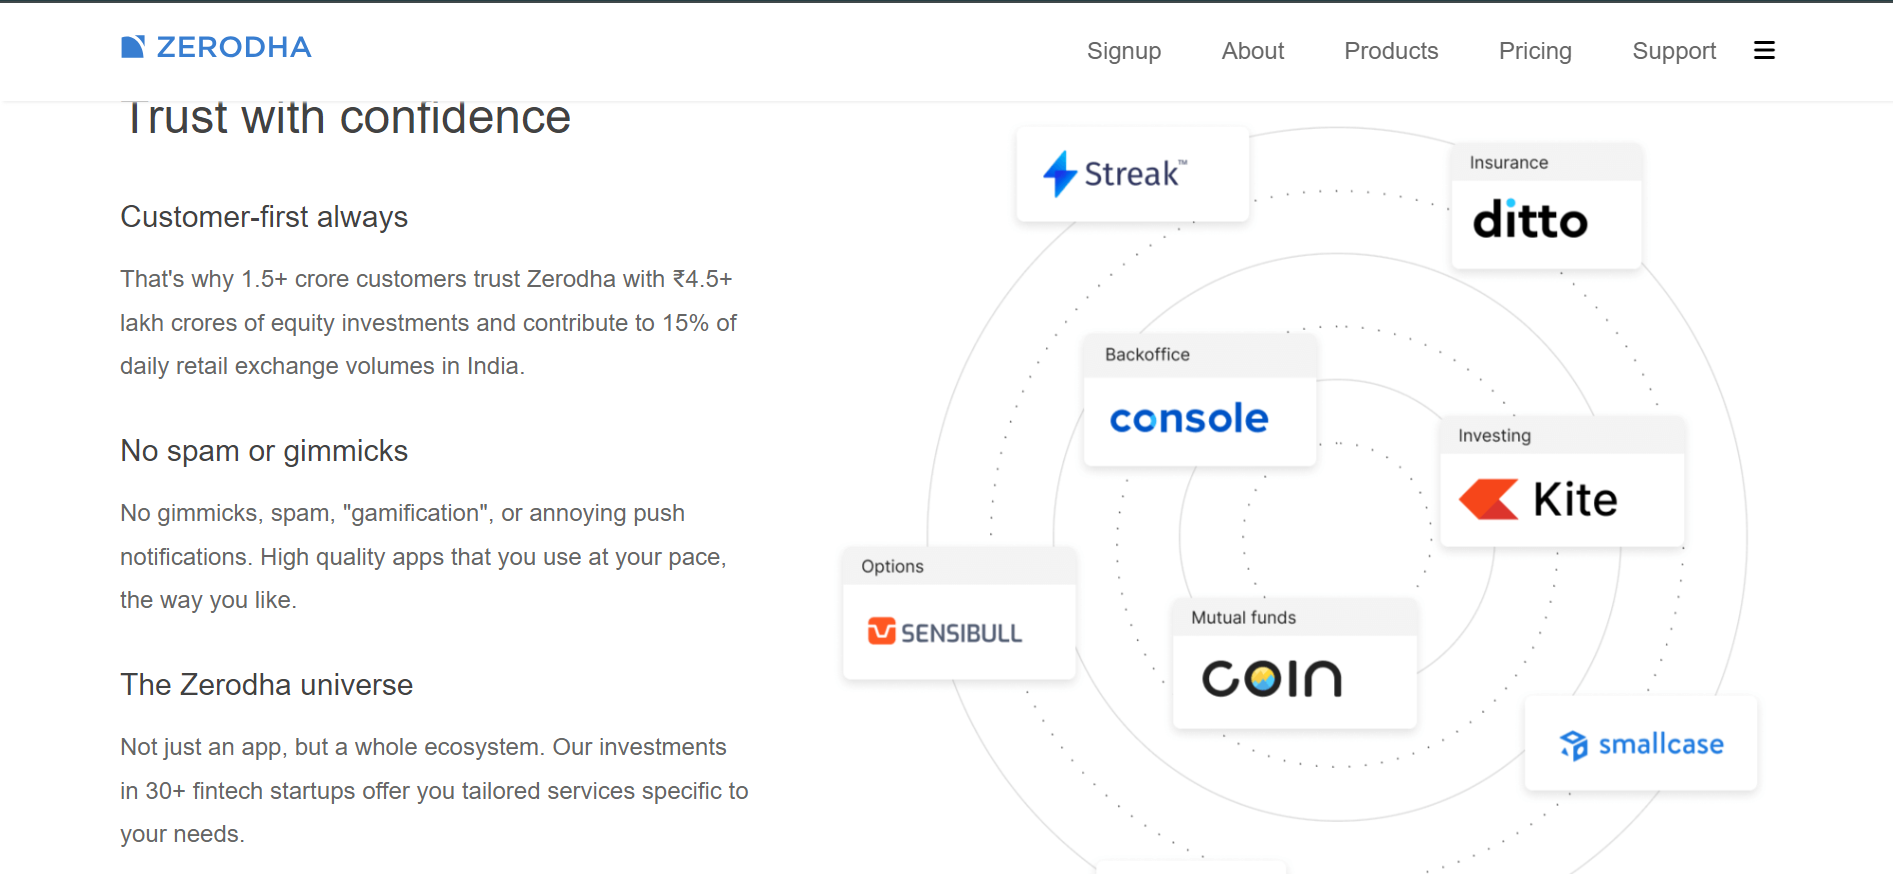 ZERODHA
Signup
About
Products
Pricing
Support
Trust with confidence
Customer-first always
That's why 1.5+ crore customers trust Zerodha with ₹4.5+
lakh crores of equity investments and contribute to 15% of
daily retail exchange volumes in India.
No spam or gimmicks
No gimmicks, spam, "gamification", or annoying push
notifications. High quality apps that you use at your pace,
the way you like.
The Zerodha universe
Not just an app, but a whole ecosystem. Our investments
in 30+ fintech startups offer you tailored services specific to
your needs.
Streak™
Insurance
ditto
Backoffice
console
Investing
Kite
Options
SENSIBULL
Mutual funds
COIN
smallcase